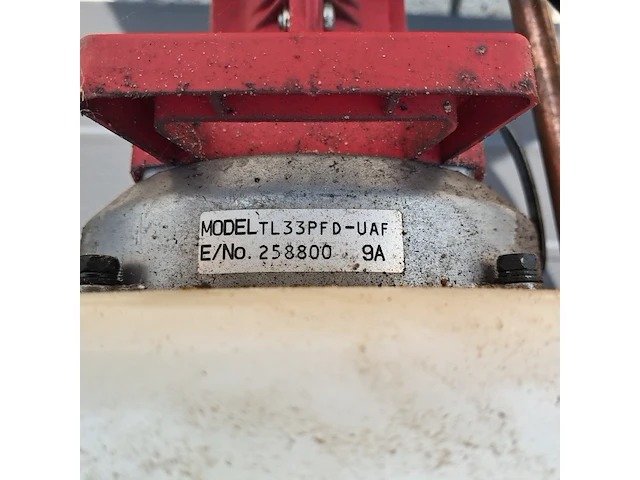 MODEL TL33PFD-UAF
E/No. 258800 9A